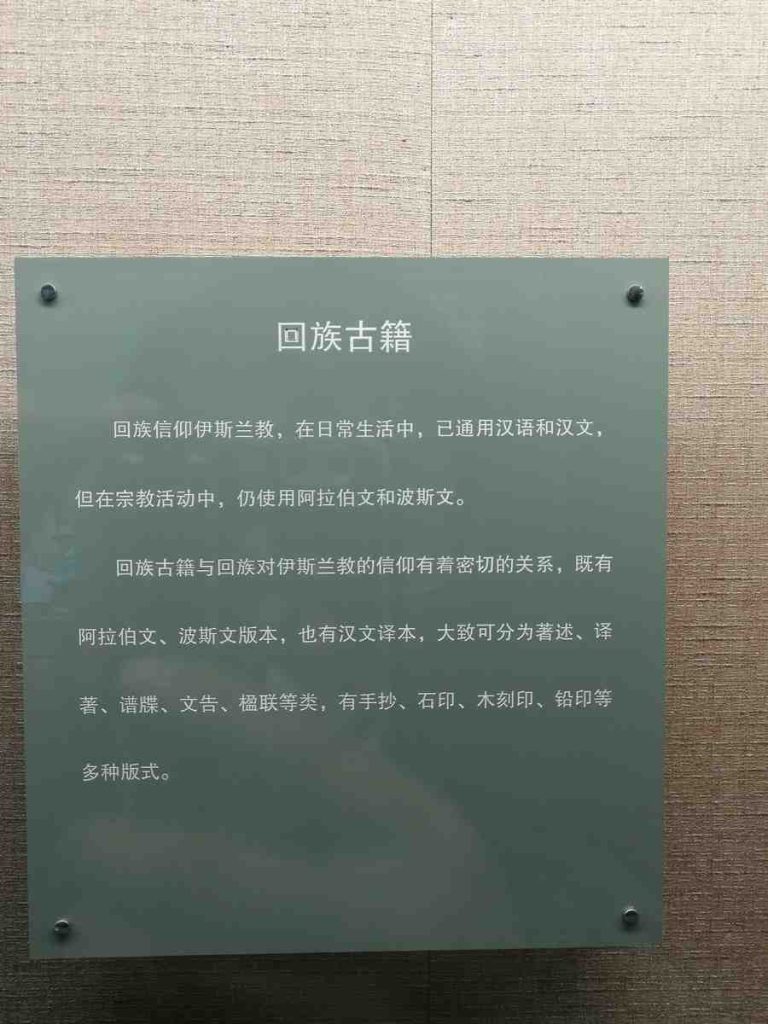 回族古籍
回族信仰伊斯兰教，在日常生活中，已通用汉语和汉文，
但在宗教活动中，仍使用阿拉伯文和波斯文。
回族古籍与回族对伊斯兰教的信仰有着密切的关系，既有
阿拉伯文、波斯文版本，也有汉文译本，大致可分为著述、译
著、谱牒、文告、楹联等类，有手抄、石印、木刻印、铅印等
多种版式。